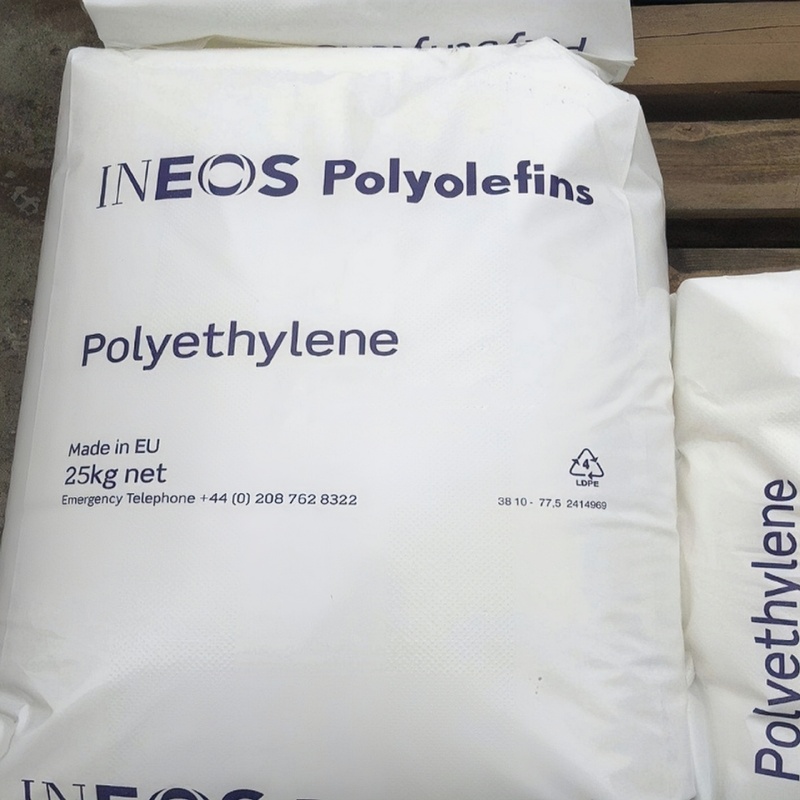 INEOS Polyolefins
Polyethylene
Made in EU
25kg net
Emergency Telephone +44 (0) 208 762 8322
4
LDPE
38 10 - 77,5 2414969
Polyethylene
INEOS